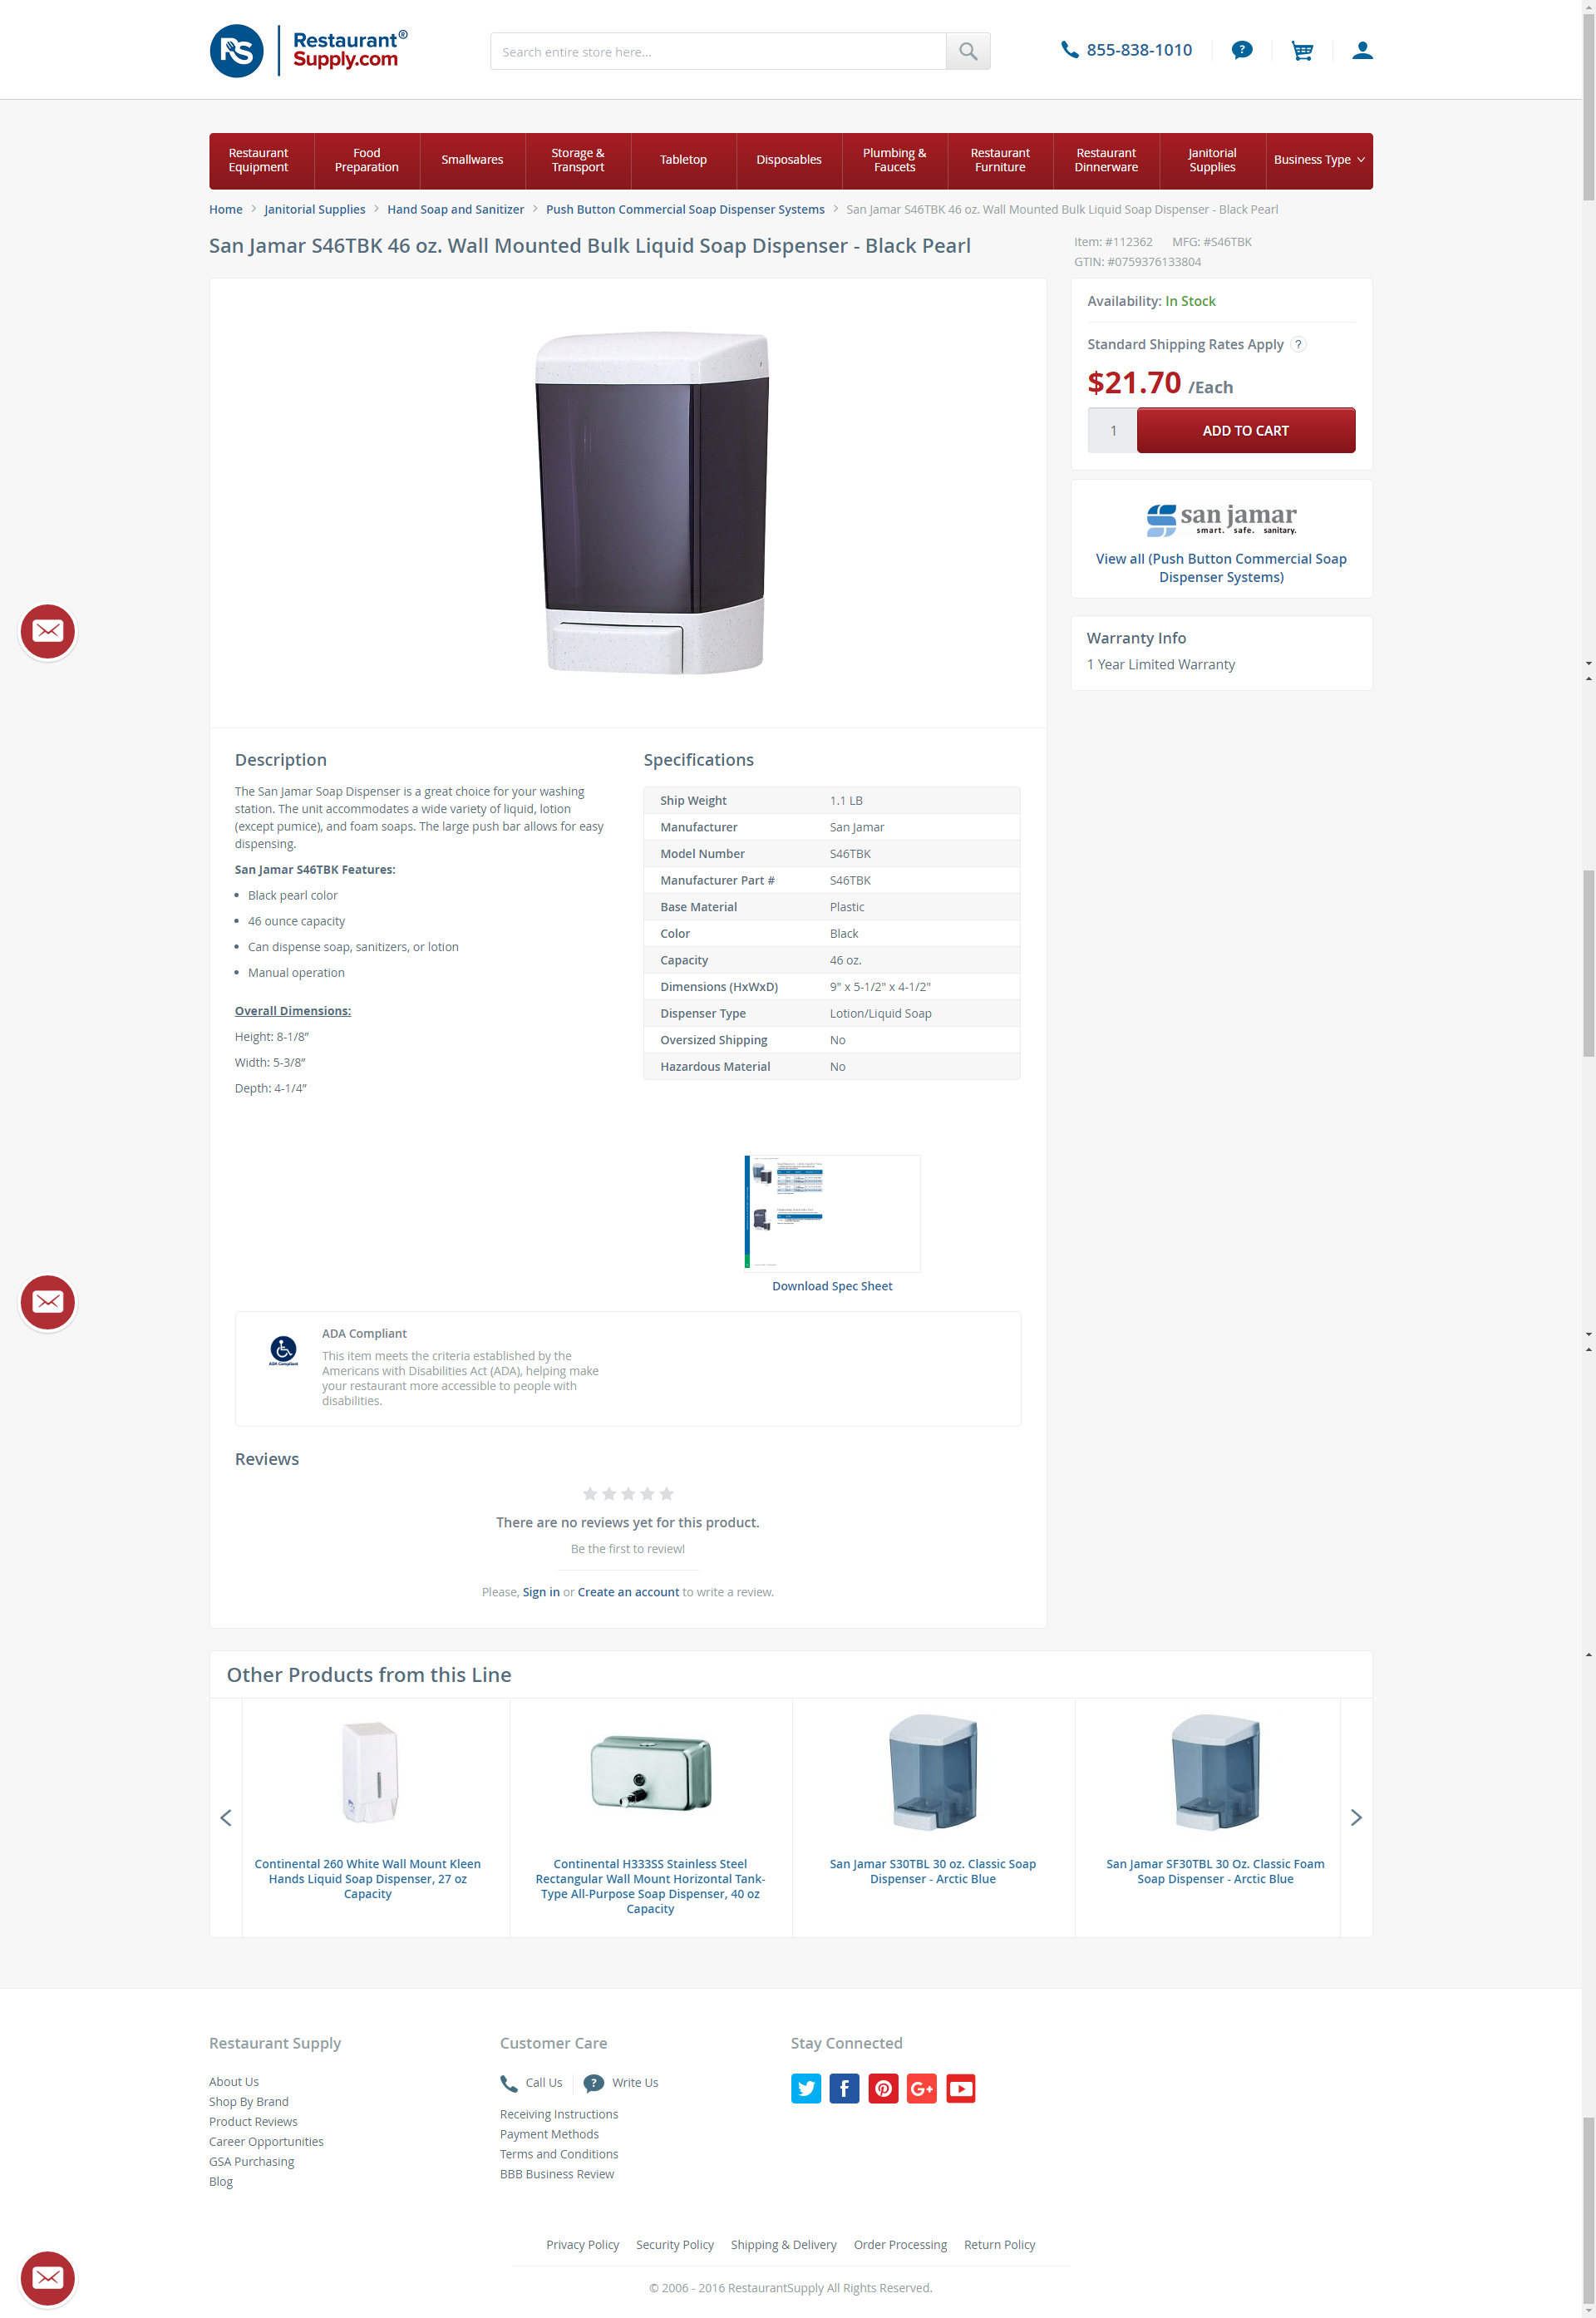 RS
Restaurant®
Supply.com
Search entire store here...
855-838-1010
Restaurant
Equipment
Food
Preparation
Smallwares
Storage &
Transport
Tabletop
Disposables
Plumbing &
Faucets
Restaurant
Furniture
Restaurant
Dinnerware
Janitorial
Supplies
Business Type
Home > Janitorial Supplies > Hand Soap and Sanitizer > Push Button Commercial Soap Dispenser Systems > San Jamar S46TBK 46 oz. Wall Mounted Bulk Liquid Soap Dispenser - Black Pearl
San Jamar S46TBK 46 oz. Wall Mounted Bulk Liquid Soap Dispenser - Black Pearl
Item: #112362 MFG: #S46TBK
GTIN: #0759376133804
Availability: In Stock
Standard Shipping Rates Apply ?
$21.70 /Each
1 ADD TO CART
san jamar
smart. safe. sanitary.
View all (Push Button Commercial Soap
Dispenser Systems)
Warranty Info
1 Year Limited Warranty
Description
The San Jamar Soap Dispenser is a great choice for your washing
station. The unit accommodates a wide variety of liquid, lotion
(except pumice), and foam soaps. The large push bar allows for easy
dispensing.
San Jamar S46TBK Features:
• Black pearl color
• 46 ounce capacity
• Can dispense soap, sanitizers, or lotion
• Manual operation
Overall Dimensions:
Height: 8-1/8”
Width: 5-3/8”
Depth: 4-1/4”
Specifications
Ship Weight 1.1 LB
Manufacturer San Jamar
Model Number S46TBK
Manufacturer Part # S46TBK
Base Material Plastic
Color Black
Capacity 46 oz.
Dimensions (HxWxD) 9" x 5-1/2" x 4-1/2"
Dispenser Type Lotion/Liquid Soap
Oversized Shipping No
Hazardous Material No
Download Spec Sheet
ADA Compliant
ADA Compliant
This item meets the criteria established by the
Americans with Disabilities Act (ADA), helping make
your restaurant more accessible to people with
disabilities.
Reviews
There are no reviews yet for this product.
Be the first to review!
Please, Sign in or Create an account to write a review.
Other Products from this Line
Continental 260 White Wall Mount Kleen
Hands Liquid Soap Dispenser, 27 oz
Capacity
Continental H333SS Stainless Steel
Rectangular Wall Mount Horizontal Tank-
Type All-Purpose Soap Dispenser, 40 oz
Capacity
San Jamar S30TBL 30 oz. Classic Soap
Dispenser - Arctic Blue
San Jamar SF30TBL 30 Oz. Classic Foam
Soap Dispenser - Arctic Blue
Restaurant Supply
About Us
Shop By Brand
Product Reviews
Career Opportunities
GSA Purchasing
Blog
Customer Care
Call Us ? Write Us
Receiving Instructions
Payment Methods
Terms and Conditions
BBB Business Review
Stay Connected
Privacy Policy Security Policy Shipping & Delivery Order Processing Return Policy
© 2006 - 2016 RestaurantSupply All Rights Reserved.